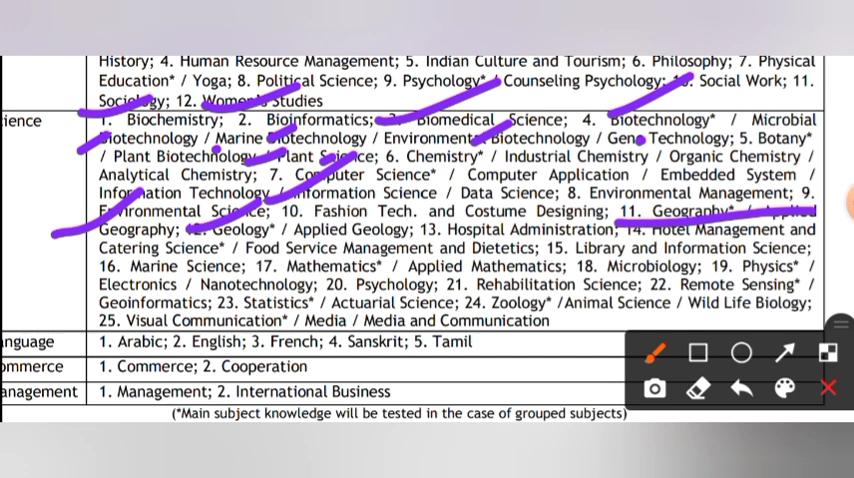 History; 4. Human Resource Management; 5. Indian Culture and Tourism; 6. Philosophy; 7. Physical
Education* / Yoga; 8. Political Science; 9. Psychology* / Counseling Psychology; 10. Social Work; 11.
Sociology; 12. Women's Studies
ience
1. Biochemistry; 2. Bioinformatics; 3. Biomedical Science; 4. Biotechnology* / Microbial
Biotechnology / Marine Biotechnology / Environment Biotechnology / Gene Technology; 5. Botany*
/ Plant Biotechnology / Plant Science; 6. Chemistry* / Industrial Chemistry / Organic Chemistry /
Analytical Chemistry; 7. Computer Science* / Computer Application / Embedded System /
Information Technology / Information Science / Data Science; 8. Environmental Management; 9.
Environmental Science; 10. Fashion Tech. and Costume Designing; 11. Geography* / Applied
Geography; 12. Geology* / Applied Geology; 13. Hospital Administration; 14. Hotel Management and
Catering Science* / Food Service Management and Dietetics; 15. Library and Information Science;
16. Marine Science; 17. Mathematics* / Applied Mathematics; 18. Microbiology; 19. Physics* /
Electronics / Nanotechnology; 20. Psychology; 21. Rehabilitation Science; 22. Remote Sensing* /
Geoinformatics; 23. Statistics* / Actuarial Science; 24. Zoology* /Animal Science / Wild Life Biology;
25. Visual Communication* / Media / Media and Communication
nguage 1. Arabic; 2. English; 3. French; 4. Sanskrit; 5. Tamil
ommerce 1. Commerce; 2. Cooperation
anagement 1. Management; 2. International Business
(*Main subject knowledge will be tested in the case of grouped subjects)